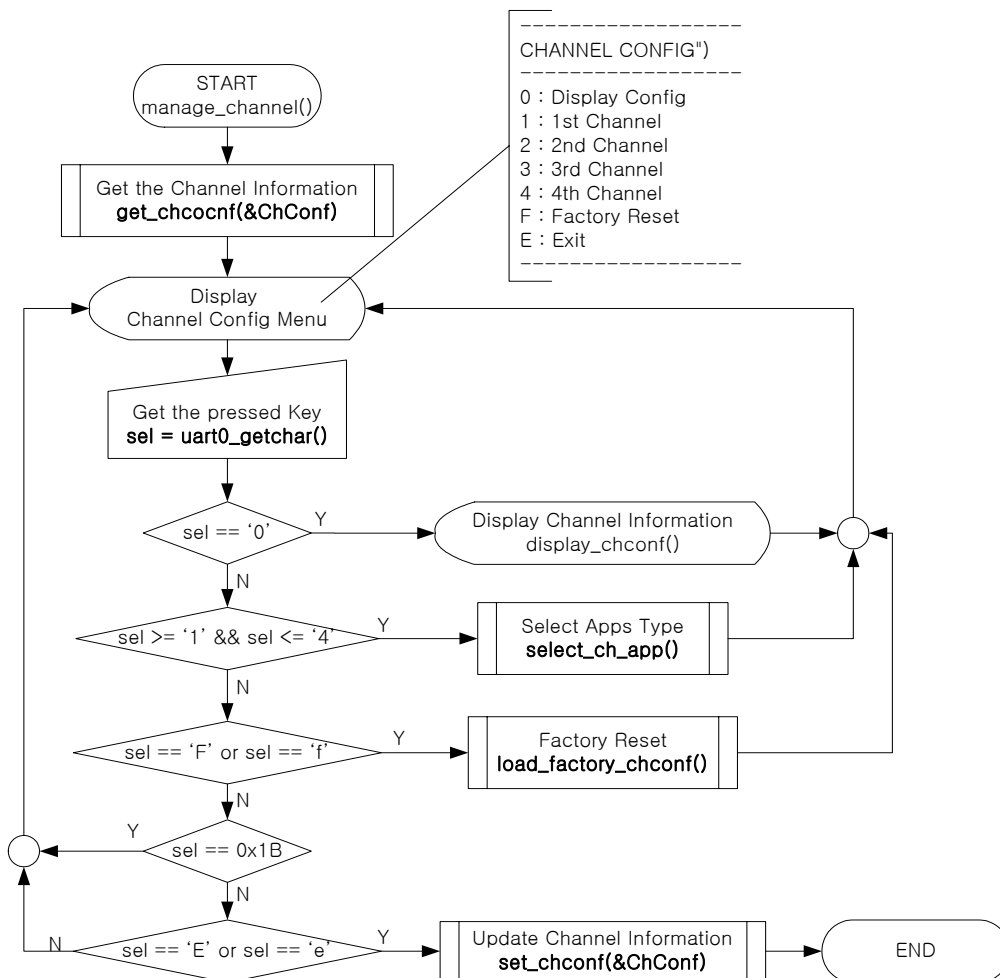 ------------------
CHANNEL CONFIG")
------------------
0 : Display Config
1 : 1st Channel
2 : 2nd Channel
3 : 3rd Channel
4 : 4th Channel
F : Factory Reset
E : Exit
------------------
START
manage_channel()
Get the Channel Information
get_chcocnf(&ChConf)
Display
Channel Config Menu
Get the pressed Key
sel = uart0_getchar()
sel == ‘0’
Y
Display Channel Information
display_chconf()
N
sel >= ‘1’ && sel <= ‘4’
Y
Select Apps Type
select_ch_app()
N
sel == ‘F’ or sel == ‘f’
Y
Factory Reset
load_factory_chconf()
N
Y
sel == 0x1B
N
N
sel == ‘E’ or sel == ‘e’
Y
Update Channel Information
set_chconf(&ChConf)
END